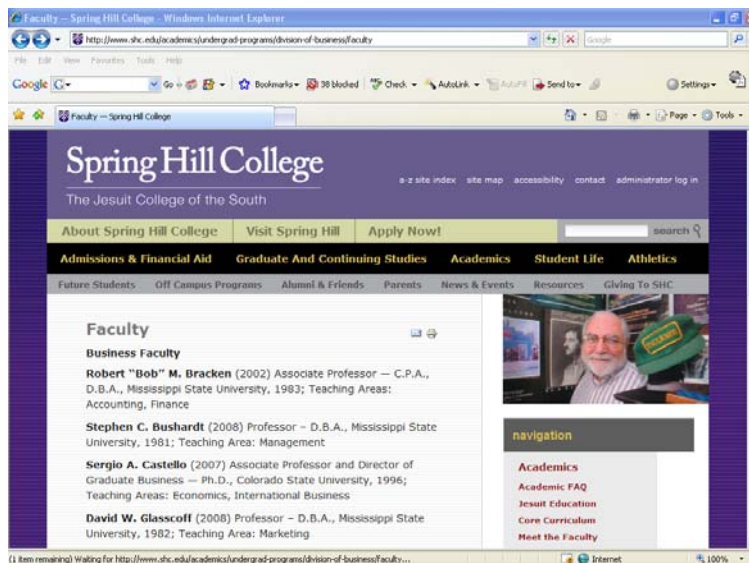 Faculty — Spring Hill College - Windows Internet Explorer
http://www.shc.edu/academics/undergrad-programs/division-of-business/faculty
Google
File Edit View Favorites Tools Help
Google G Go Bookmarks 38 blocked Check AutoLink AutoFill Send to Settings
Faculty — Spring Hill College Page Tools
Spring Hill College
The Jesuit College of the South
a-z site index site map accessibility contact administrator log in
About Spring Hill College Visit Spring Hill Apply Now! search
Admissions & Financial Aid Graduate And Continuing Studies Academics Student Life Athletics
Future Students Off Campus Programs Alumni & Friends Parents News & Events Resources Giving To SHC
Faculty
Business Faculty
Robert "Bob" M. Bracken (2002) Associate Professor — C.P.A.,
D.B.A., Mississippi State University, 1983; Teaching Areas:
Accounting, Finance
Stephen C. Bushardt (2008) Professor – D.B.A., Mississippi State
University, 1981; Teaching Area: Management
Sergio A. Castello (2007) Associate Professor and Director of
Graduate Business — Ph.D., Colorado State University, 1996;
Teaching Areas: Economics, International Business
David W. Glasscoff (2008) Professor – D.B.A., Mississippi State
University, 1982; Teaching Area: Marketing
navigation
Academics
Academic FAQ
Jesuit Education
Core Curriculum
Meet the Faculty
(1 item remaining) Waiting for http://www.shc.edu/academics/undergrad-programs/division-of-business/faculty... Internet 100%